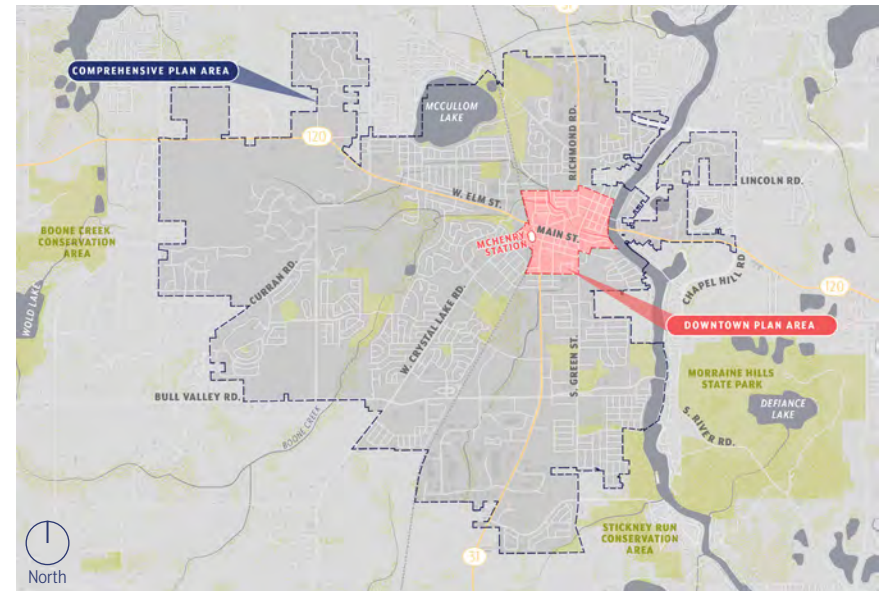 31
COMPREHENSIVE PLAN AREA
MCCULLOM
LAKE
RICHMOND RD.
120
LINCOLN RD.
W. ELM ST.
BOONE CREEK
CONSERVATION
AREA
MAIN ST.
MCHENRY
STATION
CURRAN RD.
CHAPEL HILL RD
120
WOLD LAKE
W. CRYSTAL LAKE RD.
DOWNTOWN PLAN AREA
S. GREEN ST.
MORRAINE HILLS
STATE PARK
BULL VALLEY RD.
DEFIANCE
LAKE
BOONE CREEK
S. RIVER RD.
STICKNEY RUN
CONSERVATION
AREA
31
North